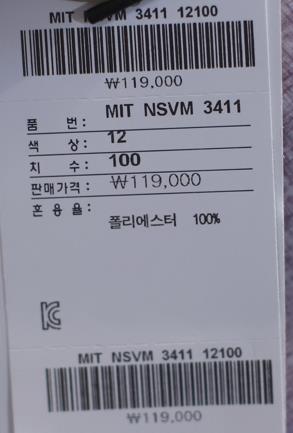 MIT NSVM 3411 12100
₩119,000
품 번: MIT NSVM 3411
색 상: 12
치 수: 100
판매가격: ₩119,000
혼 용 율:
폴리에스터 100%
MIT NSVM 3411 12100
₩119,000